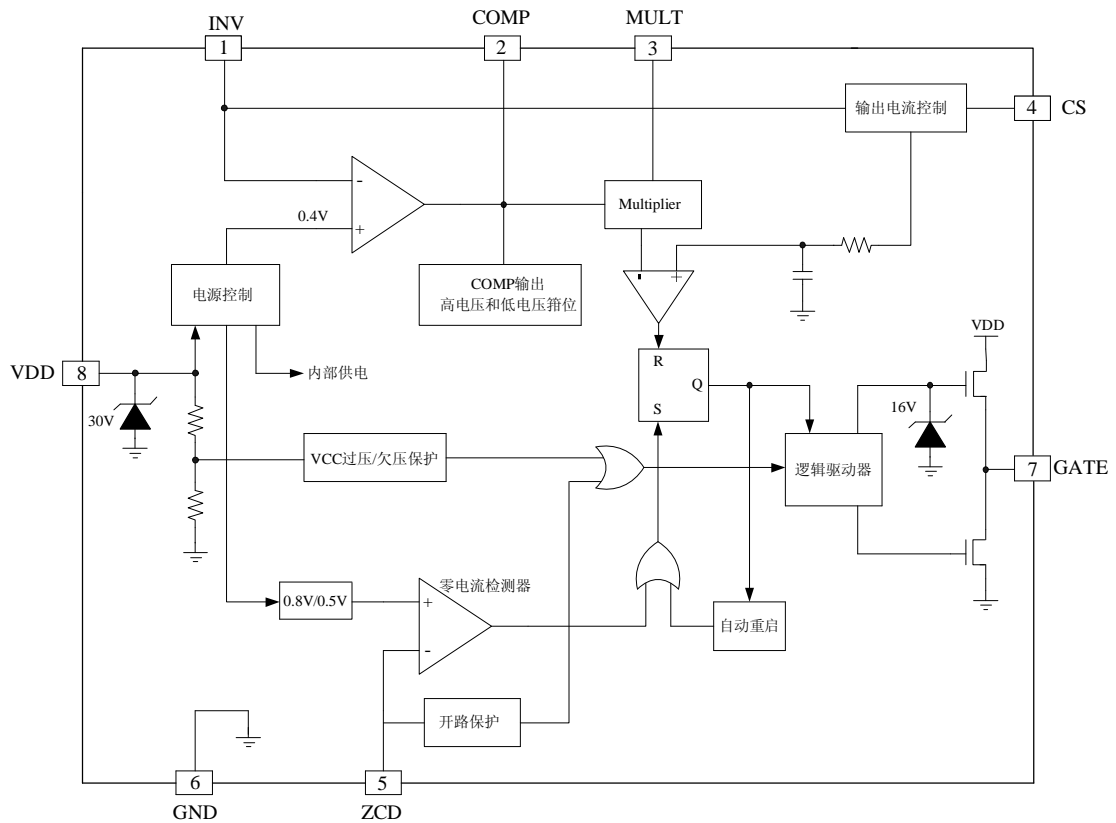 INV
COMP
MULT
1
2
3
输出电流控制
4
CS
-
0.4V
+
Multiplier
电源控制
COMP输出
高电压和低电压箝位
-
+
VDD
8
内部供电
R
Q
S
VDD
30V
16V
VCC过压/欠压保护
逻辑驱动器
7
GATE
零电流检测器
0.8V/0.5V
+
-
自动重启
开路保护
6
5
GND
ZCD